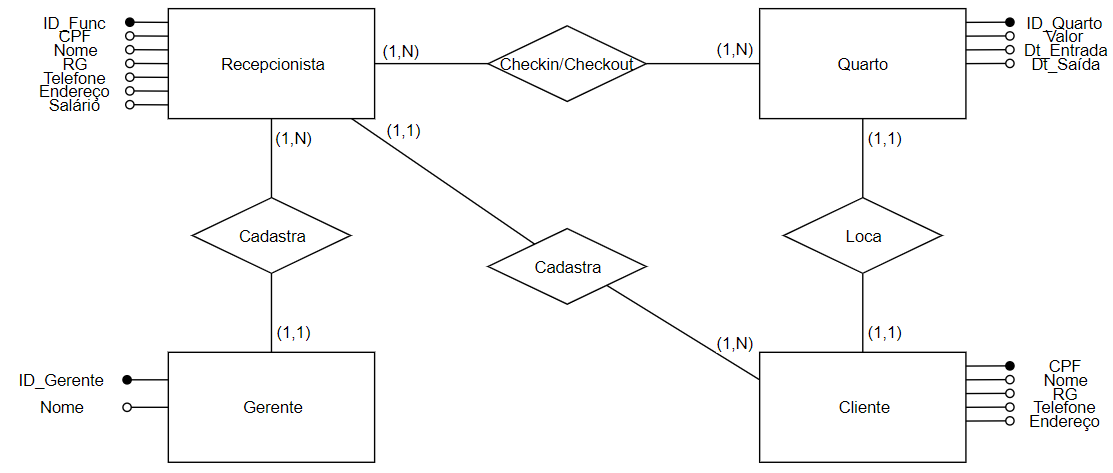 ID_Func
CPF
Nome
RG
Telefone
Endereço
Salário
Recepcionista
(1,N)
Checkin/Checkout
(1,N)
Quarto
ID_Quarto
Valor
Dt_Entrada
Dt_Saída
(1,N)
(1,1)
(1,1)
Cadastra
Cadastra
Loca
(1,1)
(1,N)
(1,1)
ID_Gerente
Nome
Gerente
Cliente
CPF
Nome
RG
Telefone
Endereço